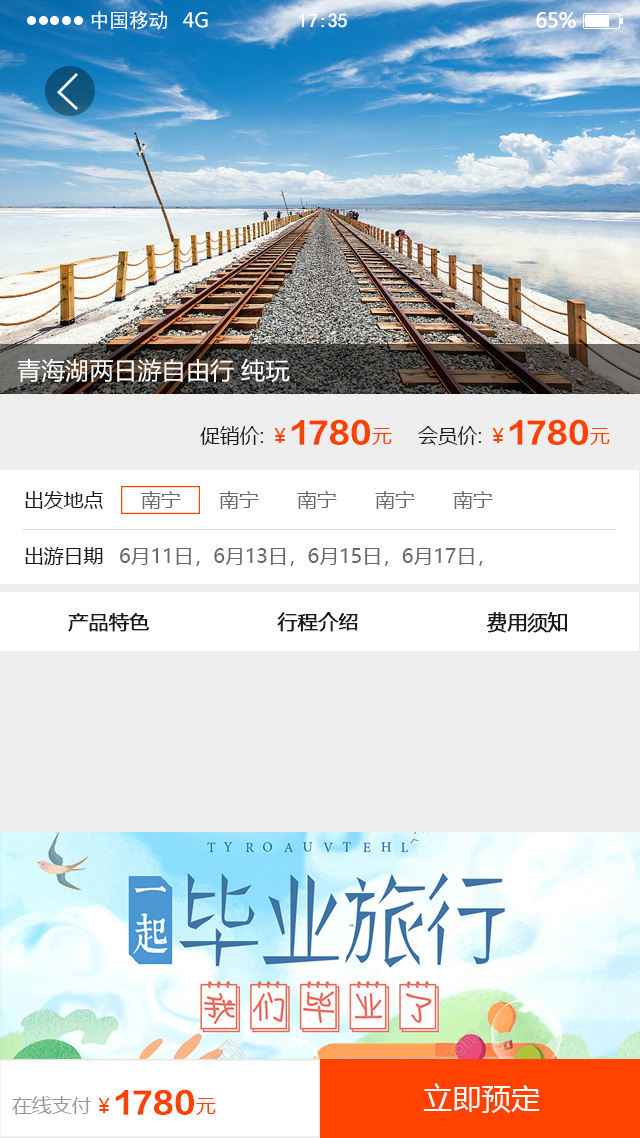 中国移动 4G 17:35 65%
青海湖两日游自由行 纯玩
促销价: ¥1780元 会员价: ¥1780元
出发地点 南宁 南宁 南宁 南宁 南宁
出游日期 6月11日，6月13日，6月15日，6月17日，
产品特色 行程介绍 费用须知
TYROAUVTEHL
一起毕业旅行
我们毕业了
在线支付 ¥1780元 立即预定